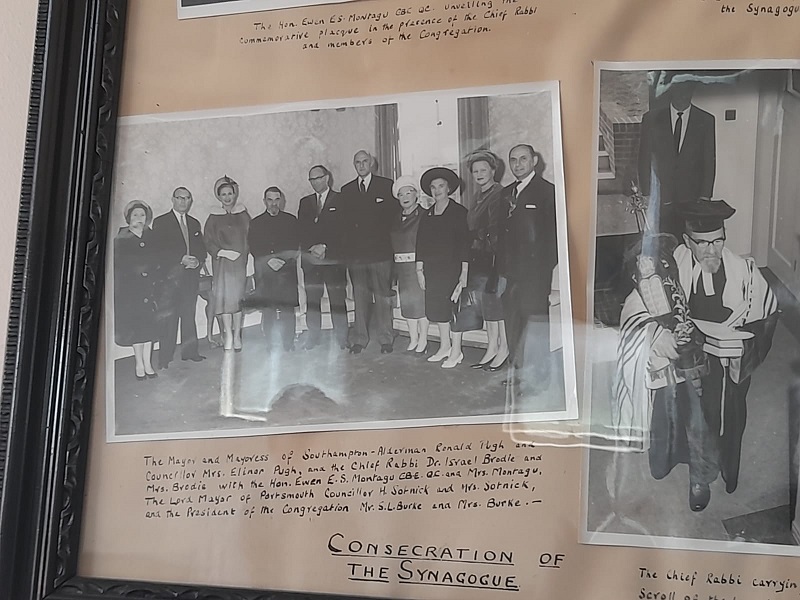 The Hon. Ewen E.S. Montagu CBE QC. unveiling the
commemorative placque in the presence of the Chief Rabbi
and members of the Congregation.
the Synagogu
The Mayor and Mayoress of Southampton - Alderman Ronald Pugh and
Councillor Mrs. Elinor Pugh, and the Chief Rabbi Dr. Israel Brodie and
Mrs. Brodie with the Hon. Ewen E.S. Montagu CBE. QC. and Mrs. Montagu,
The Lord Mayor of Portsmouth Councillor H. Sotnick and Mrs. Sotnick,
and the President of the Congregation Mr. S.L. Burke and Mrs. Burke. —
CONSECRATION OF
THE SYNAGOGUE
The Chief Rabbi carryin
Scroll of the